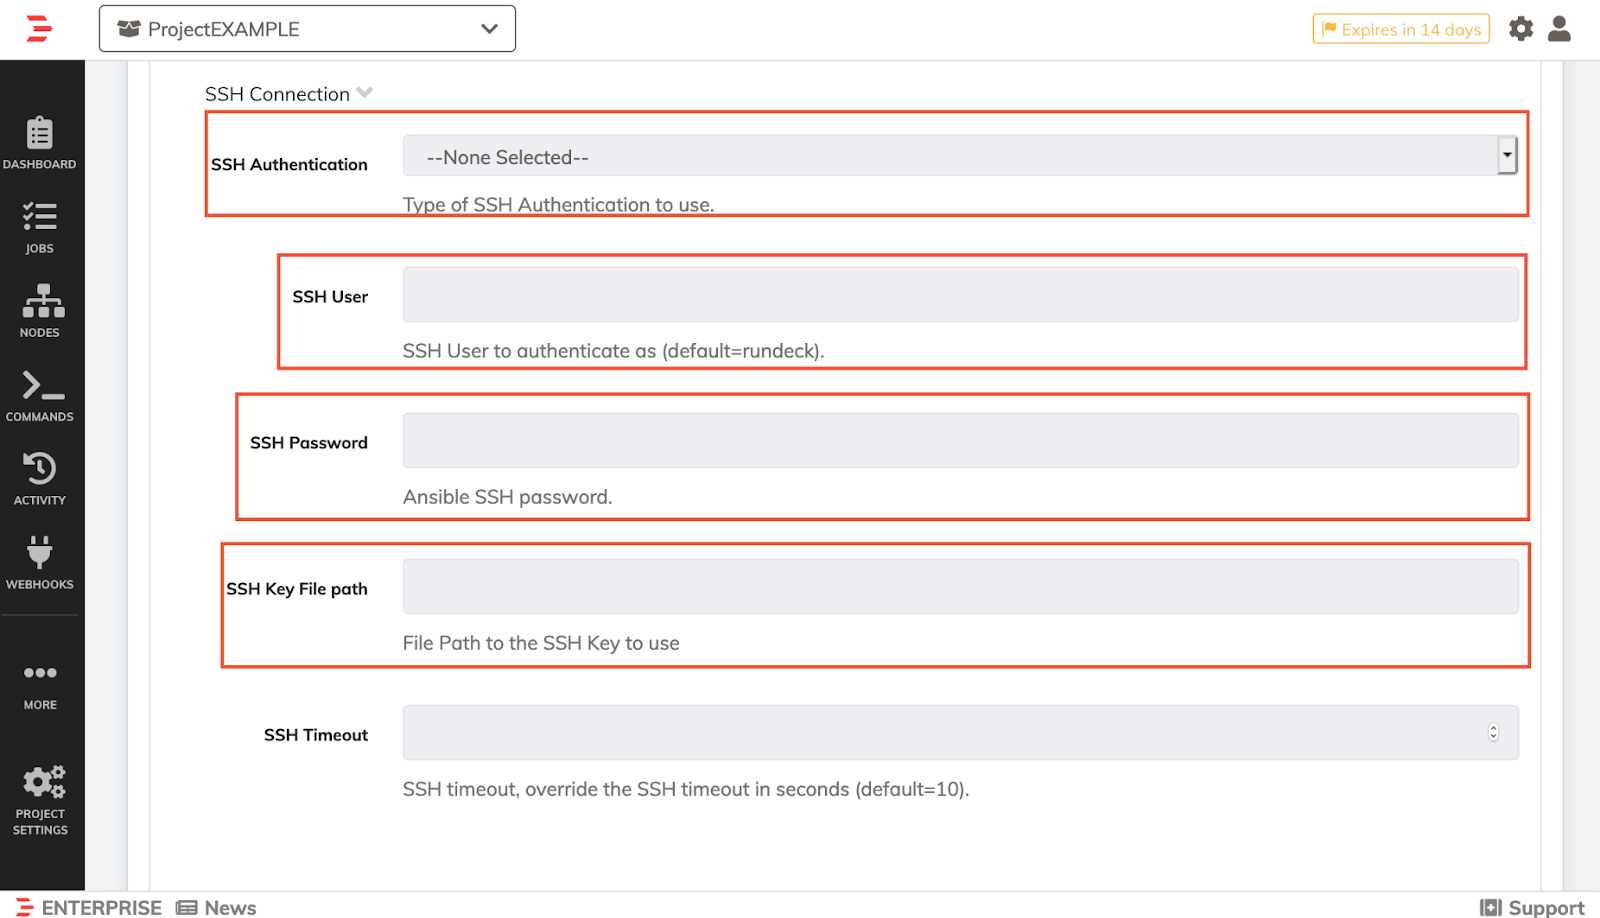 ProjectEXAMPLE
Expires in 14 days
DASHBOARD
JOBS
NODES
COMMANDS
ACTIVITY
WEBHOOKS
MORE
PROJECT
SETTINGS
SSH Connection
SSH Authentication
--None Selected--
Type of SSH Authentication to use.
SSH User
SSH User to authenticate as (default=rundeck).
SSH Password
Ansible SSH password.
SSH Key File path
File Path to the SSH Key to use
SSH Timeout
SSH timeout, override the SSH timeout in seconds (default=10).
ENTERPRISE
News
Support